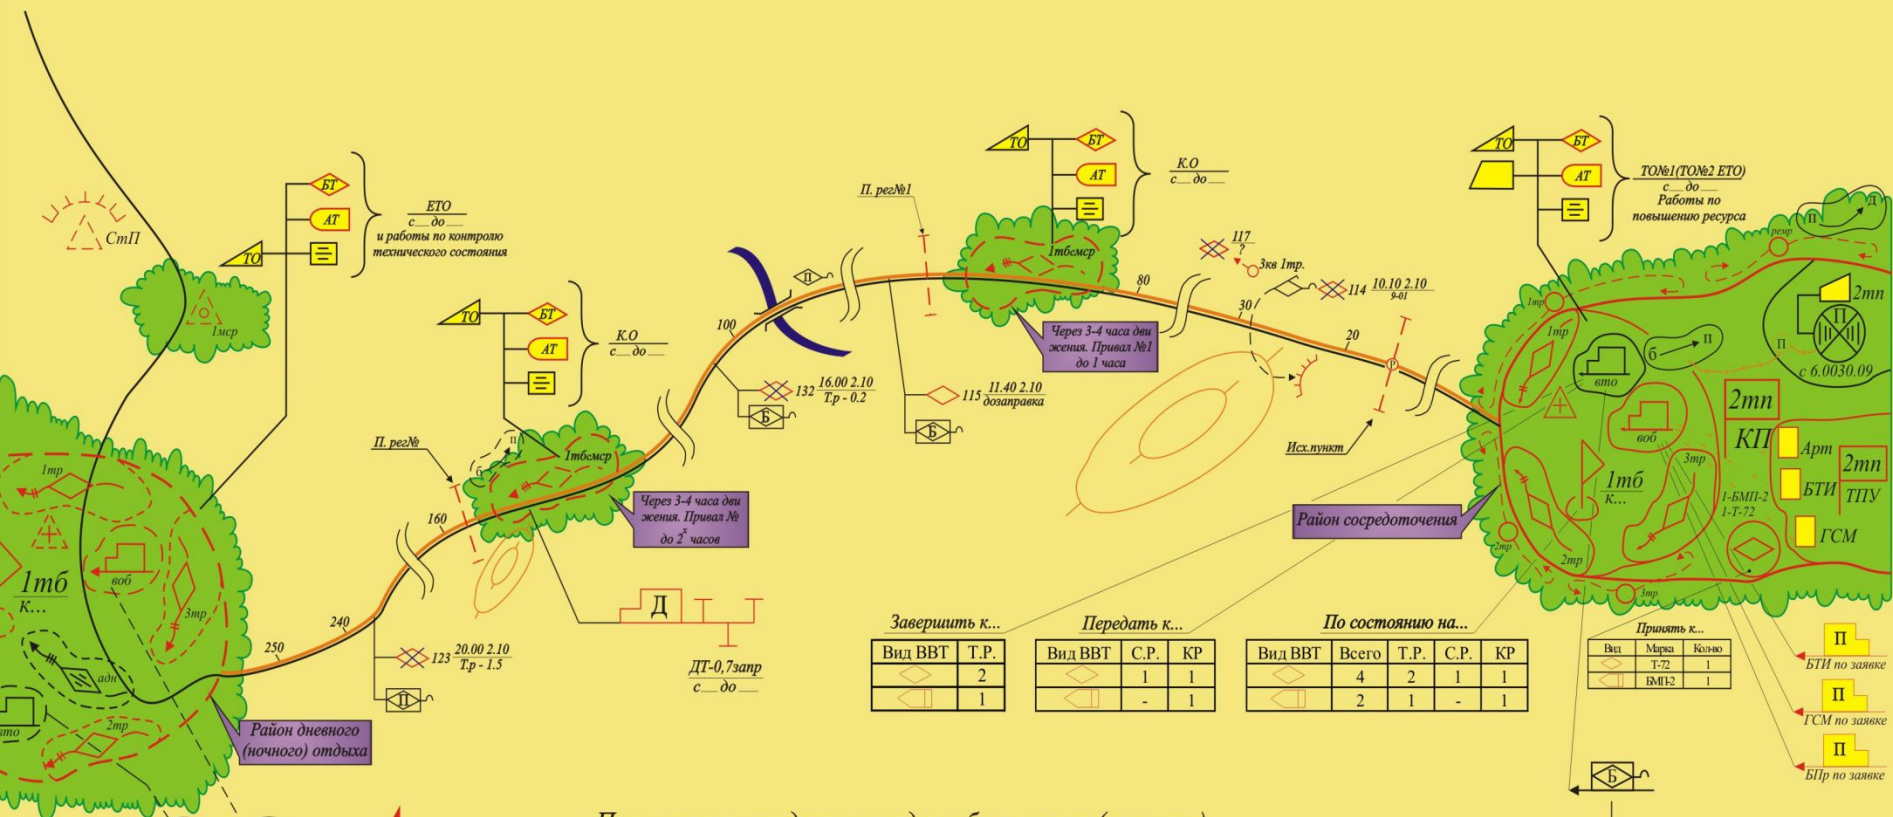 СтП
1мср
БТ
АТ
ТО
ЕТО
с__до__
и работы по контролю
технического состояния
ТО
БТ
АТ
К.О
с__до__
П. рег№
160
1тбемср
б
п
Через 3-4 часа дви
жения. Привал №
до 2х часов
Д
ДТ-0,7запр
с__до__
123 20.00 2.10
Т.р - 1.5
П
240
250
1тр
воб
1тб
к...
3тр
адн
2тр
Район дневного
(ночного) отдыха
100
132 16.00 2.10
Т.р - 0.2
Б
П
П. рег№1
115 11.40 2.10
дозаправка
Б
ТО
БТ
АТ
К.О
с__до__
1тбемср
80
Через 3-4 часа дви
жения. Привал №1
до 1 часа
117
?
3кв 1тр.
114 10.10 2.10
9-01
30
20
Р
Исх.пункт
Район сосредоточения
ТО
БТ
АТ
ТО№1(ТО№2 ЕТО)
с__до__
Работы по
повышению ресурса
П
Д
ремр
1тр
1тр
вто
б
п
П
2тп
П
с 6.0030.09
2тп
КП
воб
Арт
БТИ
ГСМ
2тп
ТПУ
1тб
к...
3тр
1-БМП-2
1-Т-72
2тр
2тр
3тр
Завершить к...
Вид ВВТ Т.Р.
2
1
Передать к...
Вид ВВТ С.Р. КР
1 1
- 1
По состоянию на...
Вид ВВТ Всего Т.Р. С.Р. КР
4 2 1 1
2 1 - 1
Принять к...
Вид Марка Кол-во
Т-72 1
БМП-2 1
П
БТИ по заявке
П
ГСМ по заявке
П
БПр по заявке
Б